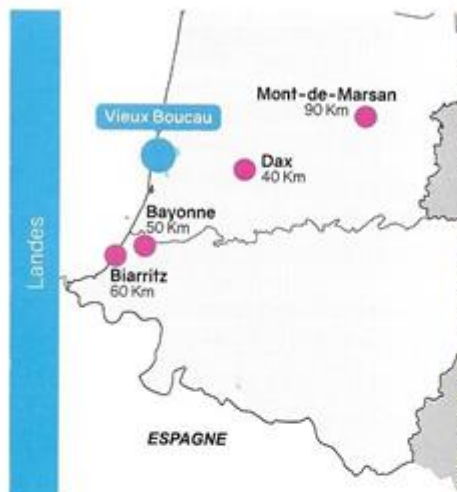 Landes
Mont-de-Marsan
90 Km
Vieux Boucau
Dax
40 Km
Bayonne
50 Km
Biarritz
60 Km
ESPAGNE